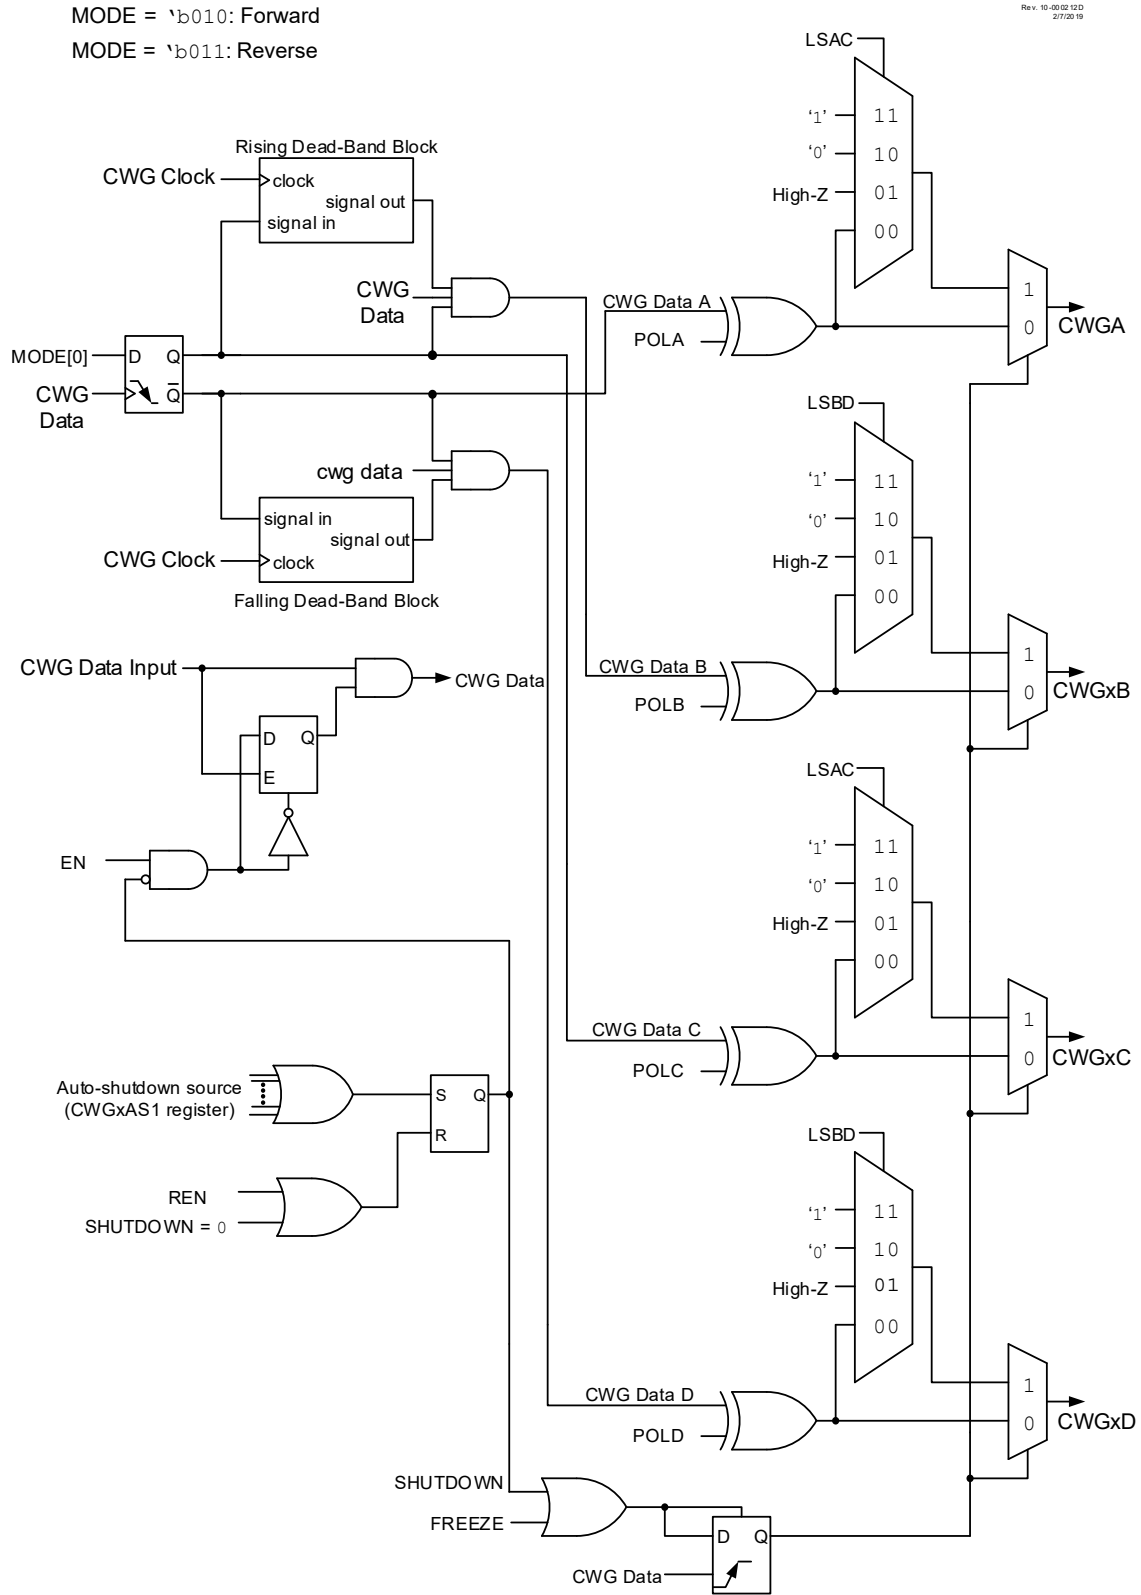 MODE = ‘b010: Forward
MODE = ‘b011: Reverse
Rev. 10-000212D
2/7/2019
Rising Dead-Band Block
CWG Clock
clock
signal out
signal in
CWG
Data
MODE[0]
D
Q
CWG
Data
Q
cwg data
signal in
signal out
CWG Clock
clock
Falling Dead-Band Block
CWG Data Input
CWG Data
D
Q
E
EN
Auto-shutdown source
(CWGxAS1 register)
S
Q
R
REN
SHUTDOWN = 0
SHUTDOWN
FREEZE
D
Q
CWG Data
LSAC
‘1’
11
‘0’
10
High-Z
01
00
CWG Data A
POLA
1
0
CWGA
LSBD
‘1’
11
‘0’
10
High-Z
01
00
CWG Data B
POLB
1
0
CWGxB
LSAC
‘1’
11
‘0’
10
High-Z
01
00
CWG Data C
POLC
1
0
CWGxC
LSBD
‘1’
11
‘0’
10
High-Z
01
00
CWG Data D
POLD
1
0
CWGxD